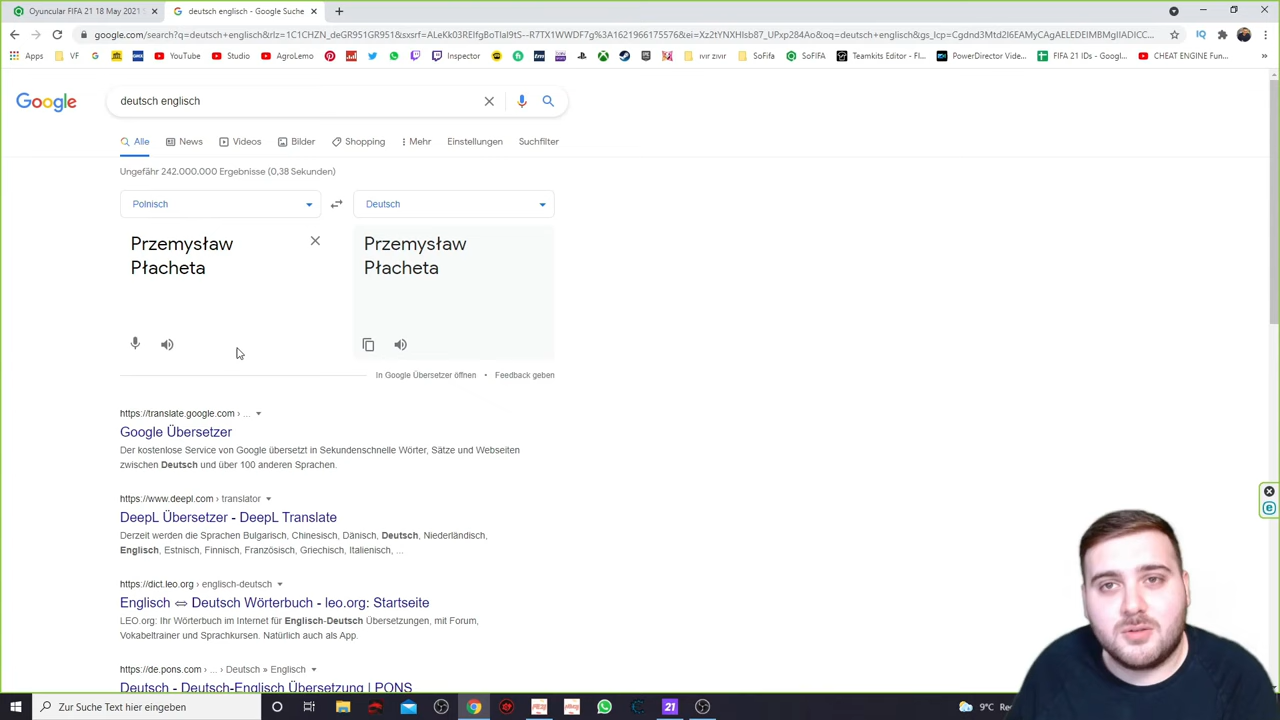 Oyuncular FIFA 21 18 May 2021
deutsch englisch - Google Suche
Apps
VF
YouTube
Studio
AgroLemo
Inspector
ινιr zινιr
SoFifa
SoFIFA
Teamkits Editor - Fl...
PowerDirector Vide...
FIFA 21 IDs - Googl...
CHEAT ENGINE Fun...
Google
deutsch englisch
Alle
News
Videos
Bilder
Shopping
Mehr
Einstellungen
Suchfilter
Ungefähr 242.000.000 Ergebnisse (0,38 Sekunden)
Polnisch
Deutsch
Przemysław
Płacheta
Przemysław
Płacheta
In Google Übersetzer öffnen • Feedback geben
https://translate.google.com › ...
Google Übersetzer
Der kostenlose Service von Google übersetzt in Sekundenschnelle Wörter, Sätze und Webseiten
zwischen Deutsch und über 100 anderen Sprachen.
https://www.deepl.com › translator
DeepL Übersetzer - DeepL Translate
Derzeit werden die Sprachen Bulgarisch, Chinesisch, Dänisch, Deutsch, Niederländisch,
Englisch, Estnisch, Finnisch, Französisch, Griechisch, Italienisch, ...
https://dict.leo.org › englisch-deutsch
Englisch ⇔ Deutsch Wörterbuch - leo.org: Startseite
LEO.org: Ihr Wörterbuch im Internet für Englisch-Deutsch Übersetzungen, mit Forum,
Vokabeltrainer und Sprachkursen. Natürlich auch als App.
https://de.pons.com › ... › Deutsch » Englisch
Deutsch - Deutsch-Englisch Übersetzung | PONS
Zur Suche Text hier eingeben
21
9°C